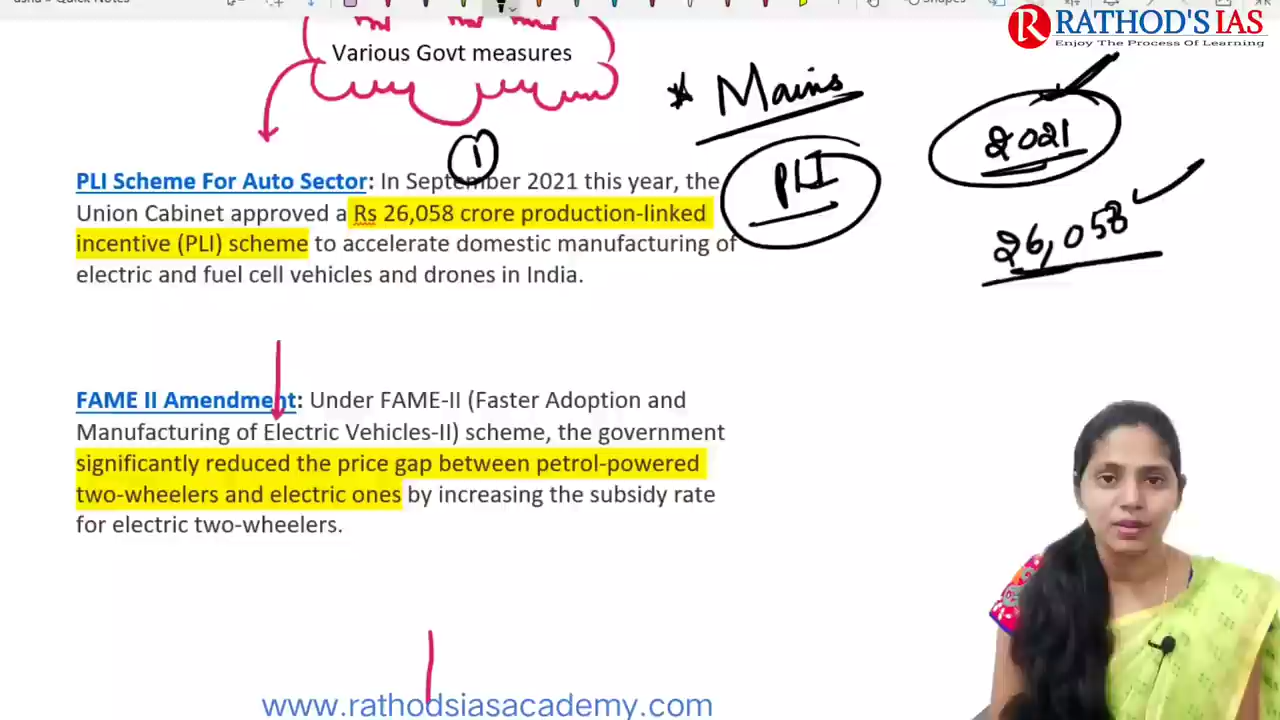 usha » Quick Notes
Shapes
RATHOD'S IAS
Enjoy The Process Of Learning
Various Govt measures
* Mains
2021
①
PLI
26,058
PLI Scheme For Auto Sector: In September 2021 this year, the
Union Cabinet approved a Rs 26,058 crore production-linked
incentive (PLI) scheme to accelerate domestic manufacturing of
electric and fuel cell vehicles and drones in India.
FAME II Amendment: Under FAME-II (Faster Adoption and
Manufacturing of Electric Vehicles-II) scheme, the government
significantly reduced the price gap between petrol-powered
two-wheelers and electric ones by increasing the subsidy rate
for electric two-wheelers.
www.rathodsiasacademy.com